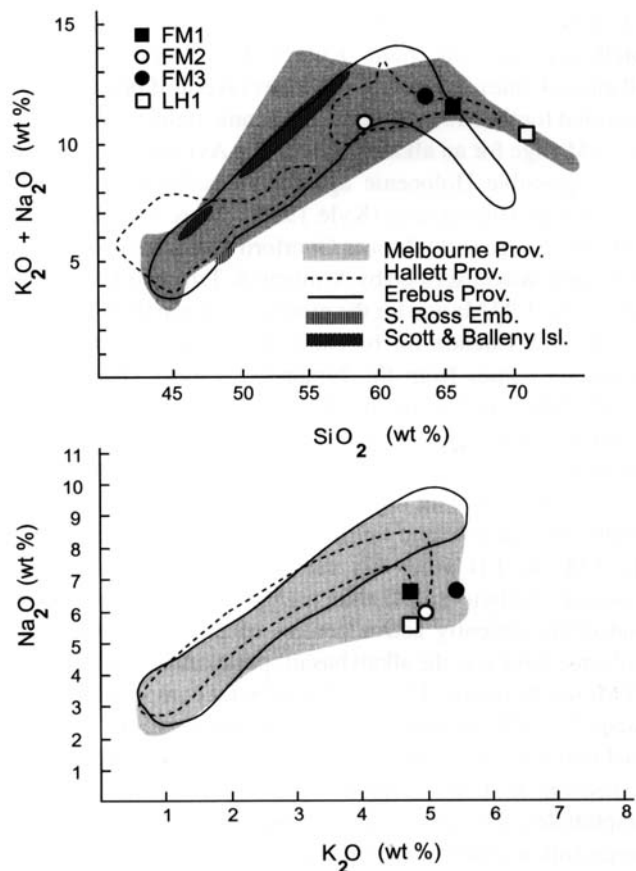 15
FM1
FM2
FM3
LH1
10
5
K2O + Na2O (wt %)
Melbourne Prov.
Hallett Prov.
Erebus Prov.
S. Ross Emb.
Scott & Balleny Isl.
45 50 55 60 65 70
SiO2 (wt %)
11
10
9
8
7
6
5
4
3
2
1
Na2O (wt %)
1 2 3 4 5 6 7 8
K2O (wt %)